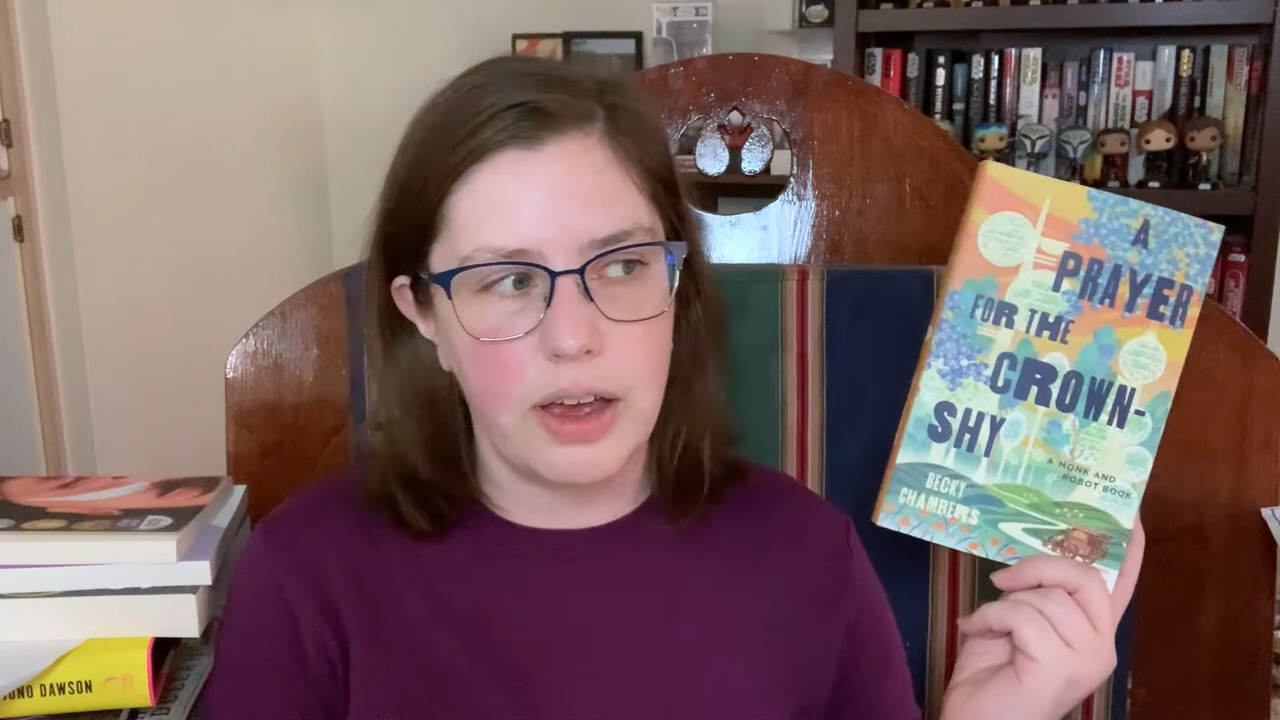 A
PRAYER
FOR THE
CROWN-
SHY
A MONK AND
ROBOT BOOK
BECKY
CHAMBERS
DAWSON